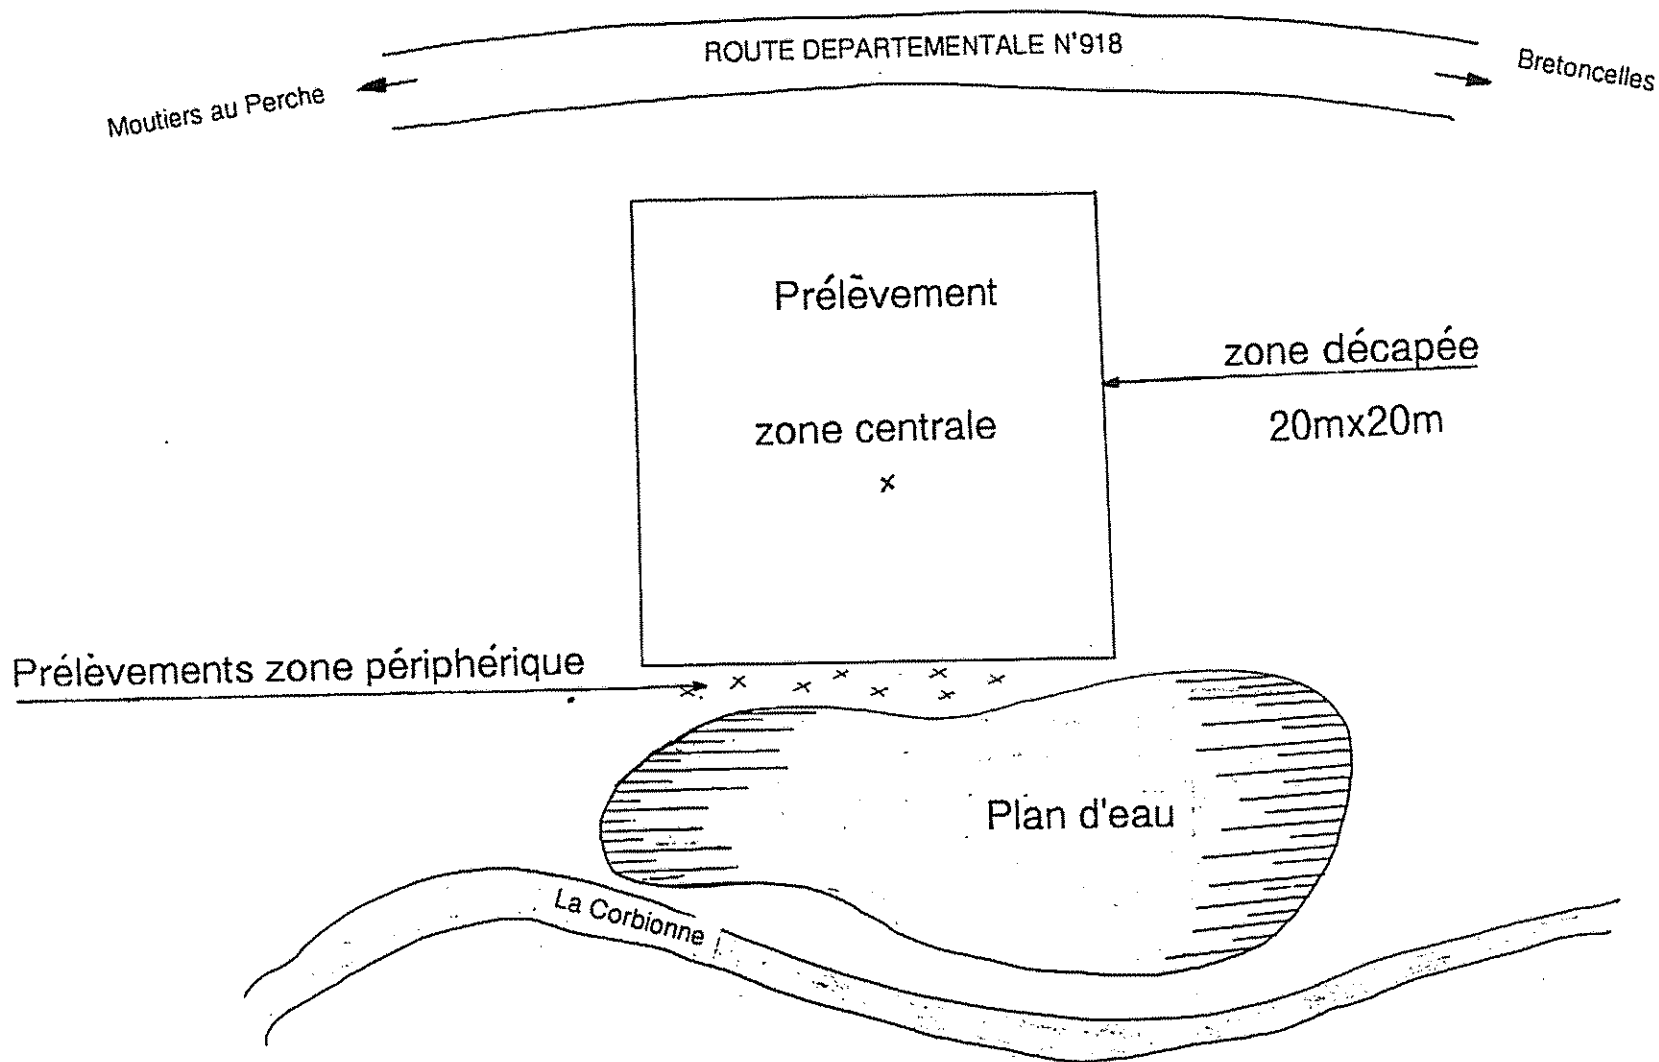 ROUTE DEPARTEMENTALE N'918
Bretoncelles
Moutiers au Perche
Prélèvement
zone décapée
zone centrale
20mx20m
Prélèvements zone périphérique
Plan d'eau
La Corbionne